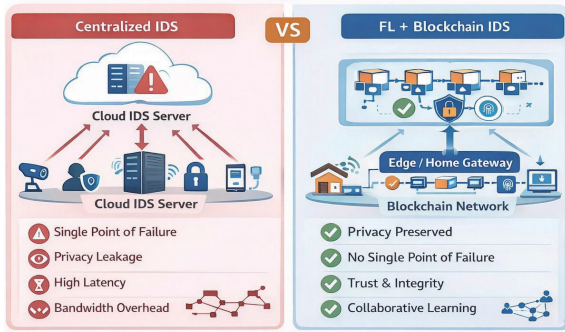 Centralized IDS
VS
FL + Blockchain IDS
Cloud IDS Server
Cloud IDS Server
Single Point of Failure
Privacy Leakage
High Latency
Bandwidth Overhead
Edge / Home Gateway
Blockchain Network
Privacy Preserved
No Single Point of Failure
Trust & Integrity
Collaborative Learning